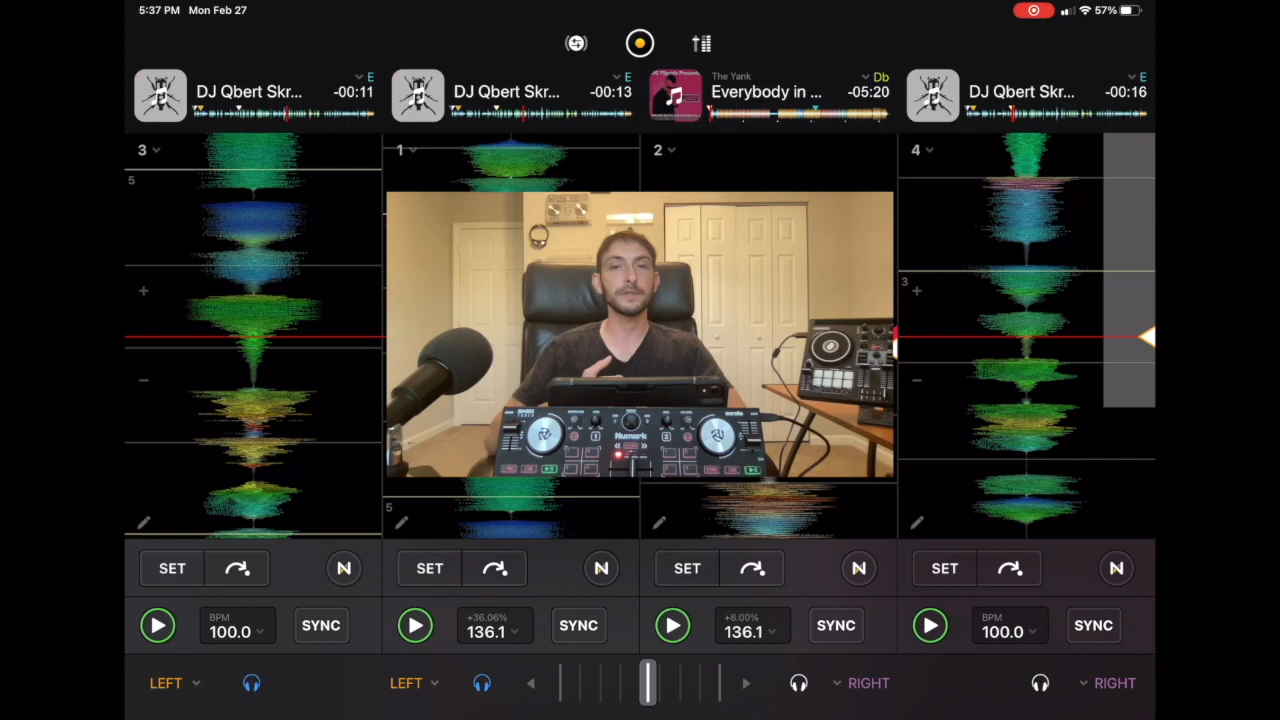 5:37 PM Mon Feb 27
57%
E
DJ Qbert Skr...
-00:11
E
DJ Qbert Skr...
-00:13
The Yank
Db
Everybody in ...
-05:20
E
DJ Qbert Skr...
-00:16
3
1
2
4
5
3
5
Numark
serato
SET
N
SET
N
SET
N
SET
N
BPM
100.0
SYNC
+36.06%
136.1
SYNC
+8.00%
136.1
SYNC
BPM
100.0
SYNC
LEFT
LEFT
RIGHT
RIGHT